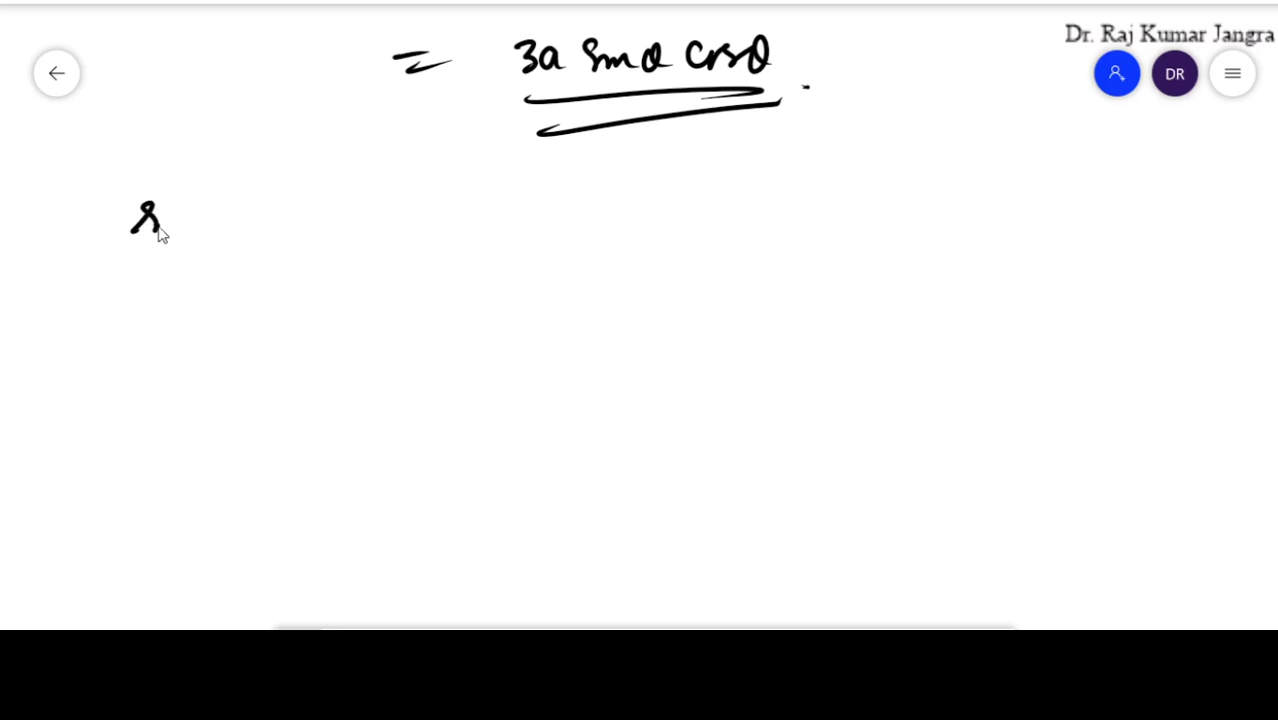 Dr. Raj Kumar Jangra
= 3a Sinθ Cosθ .
DR